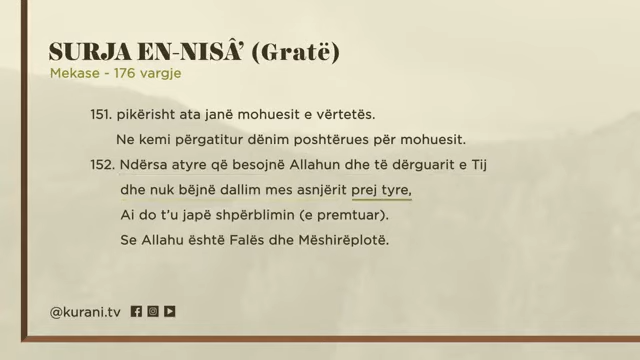 SURJA EN-NISÂ’ (Gratë)
Mekase - 176 vargje
151. pikërisht ata janë mohuesit e vërtetës.
Ne kemi përgatitur dënim poshtërues për mohuesit.
152. Ndërsa atyre që besojnë Allahun dhe të dërguarit e Tij
dhe nuk bëjnë dallim mes asnjërit prej tyre,
Ai do t’u japë shpërblimin (e premtuar).
Se Allahu është Falës dhe Mëshirëplotë.
@kurani.tv